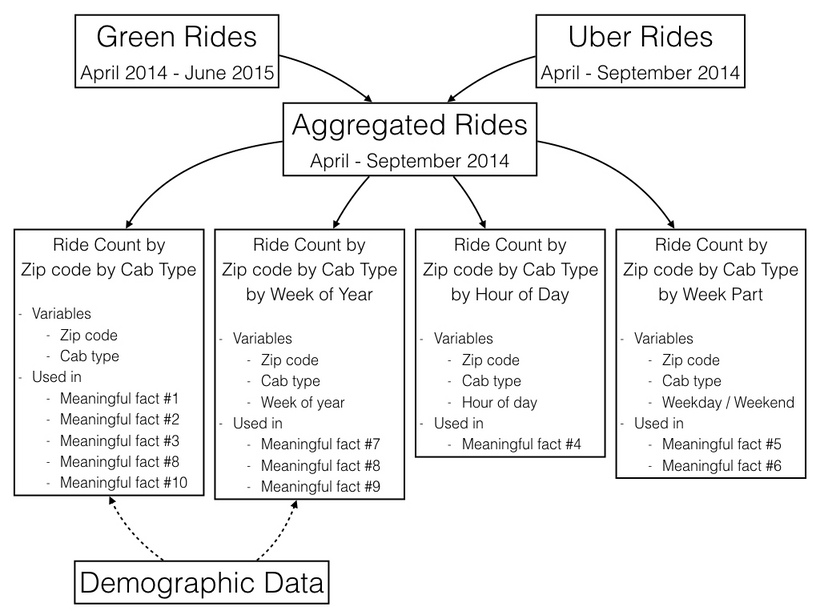 Green Rides
April 2014 - June 2015
Uber Rides
April - September 2014
Aggregated Rides
April - September 2014
Ride Count by
Zip code by Cab Type
- Variables
- Zip code
- Cab type
- Used in
- Meaningful fact #1
- Meaningful fact #2
- Meaningful fact #3
- Meaningful fact #8
- Meaningful fact #10
Ride Count by
Zip code by Cab Type
by Week of Year
- Variables
- Zip code
- Cab type
- Week of year
- Used in
- Meaningful fact #7
- Meaningful fact #8
- Meaningful fact #9
Ride Count by
Zip code by Cab Type
by Hour of Day
- Variables
- Zip code
- Cab type
- Hour of day
- Used in
- Meaningful fact #4
Ride Count by
Zip code by Cab Type
by Week Part
- Variables
- Zip code
- Cab type
- Weekday / Weekend
- Used in
- Meaningful fact #5
- Meaningful fact #6
Demographic Data